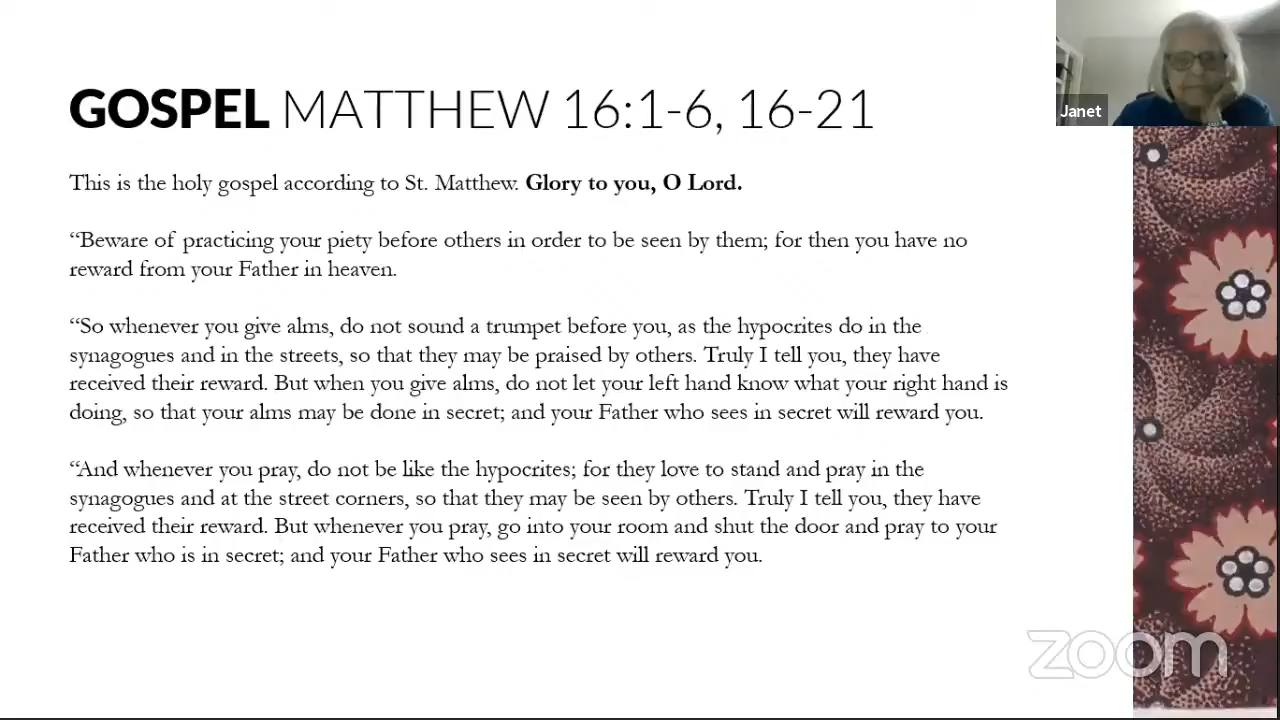 GOSPEL MATTHEW 16:1-6, 16-21
Janet
This is the holy gospel according to St. Matthew. Glory to you, O Lord.
“Beware of practicing your piety before others in order to be seen by them; for then you have no
reward from your Father in heaven.
“So whenever you give alms, do not sound a trumpet before you, as the hypocrites do in the
synagogues and in the streets, so that they may be praised by others. Truly I tell you, they have
received their reward. But when you give alms, do not let your left hand know what your right hand is
doing, so that your alms may be done in secret; and your Father who sees in secret will reward you.
“And whenever you pray, do not be like the hypocrites; for they love to stand and pray in the
synagogues and at the street corners, so that they may be seen by others. Truly I tell you, they have
received their reward. But whenever you pray, go into your room and shut the door and pray to your
Father who is in secret; and your Father who sees in secret will reward you.
zoom